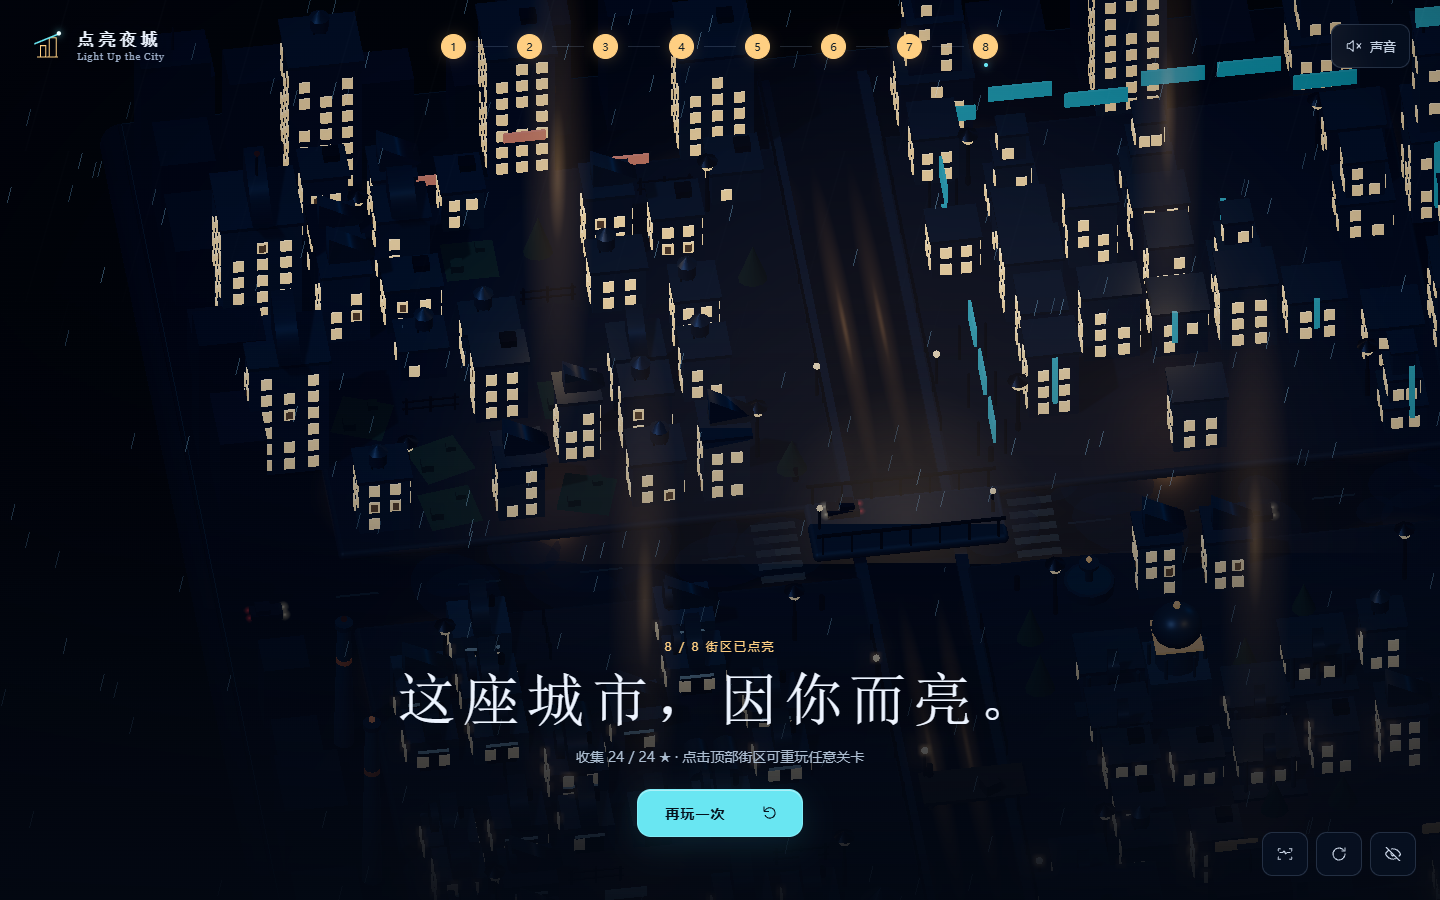 点亮夜城
Light Up the City
1 2 3 4 5 6 7 8
声音
8 / 8 街区已点亮
这座城市，因你而亮。
收集 24 / 24 ★ · 点击顶部街区可重玩任意关卡
再玩一次